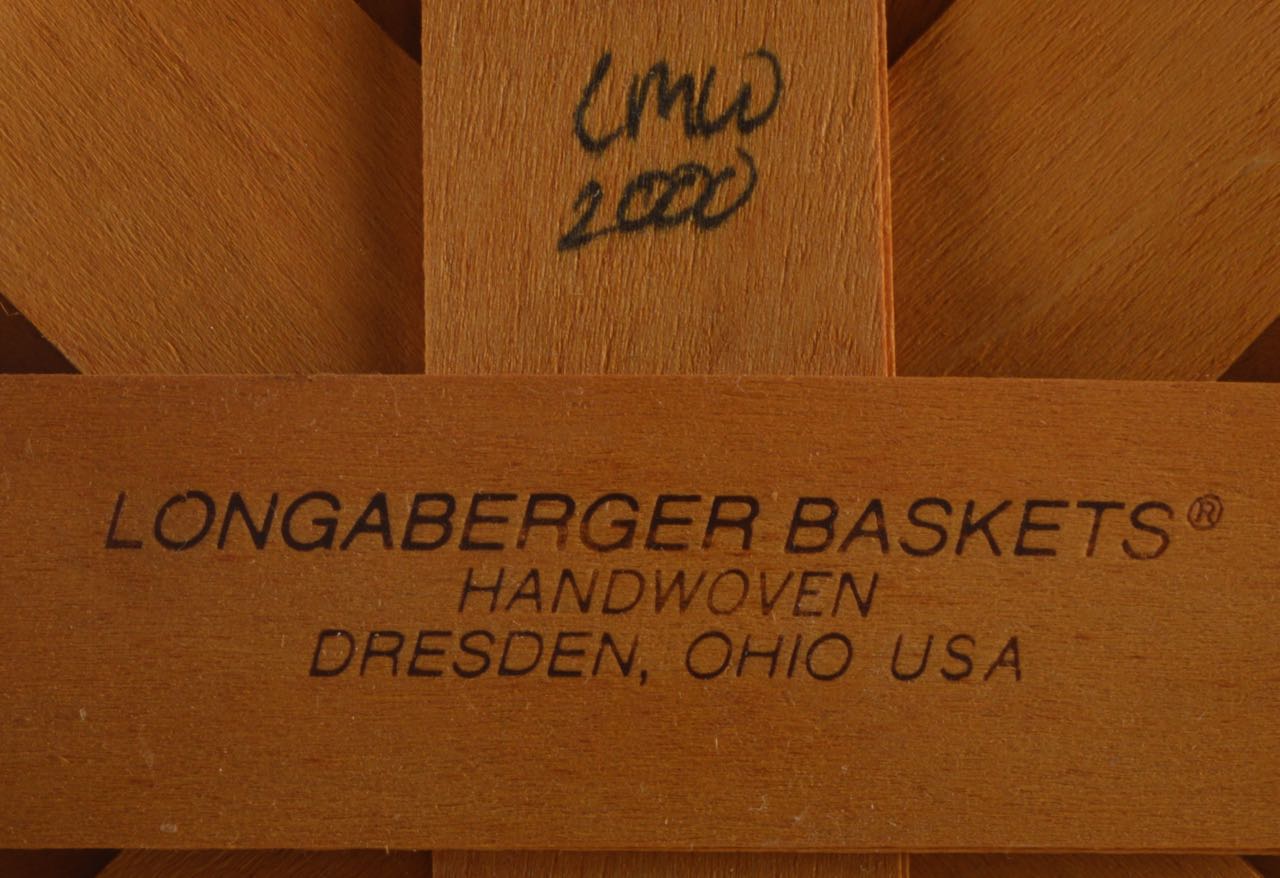 LMW
2000
LONGABERGER BASKETS®
HANDWOVEN
DRESDEN, OHIO USA